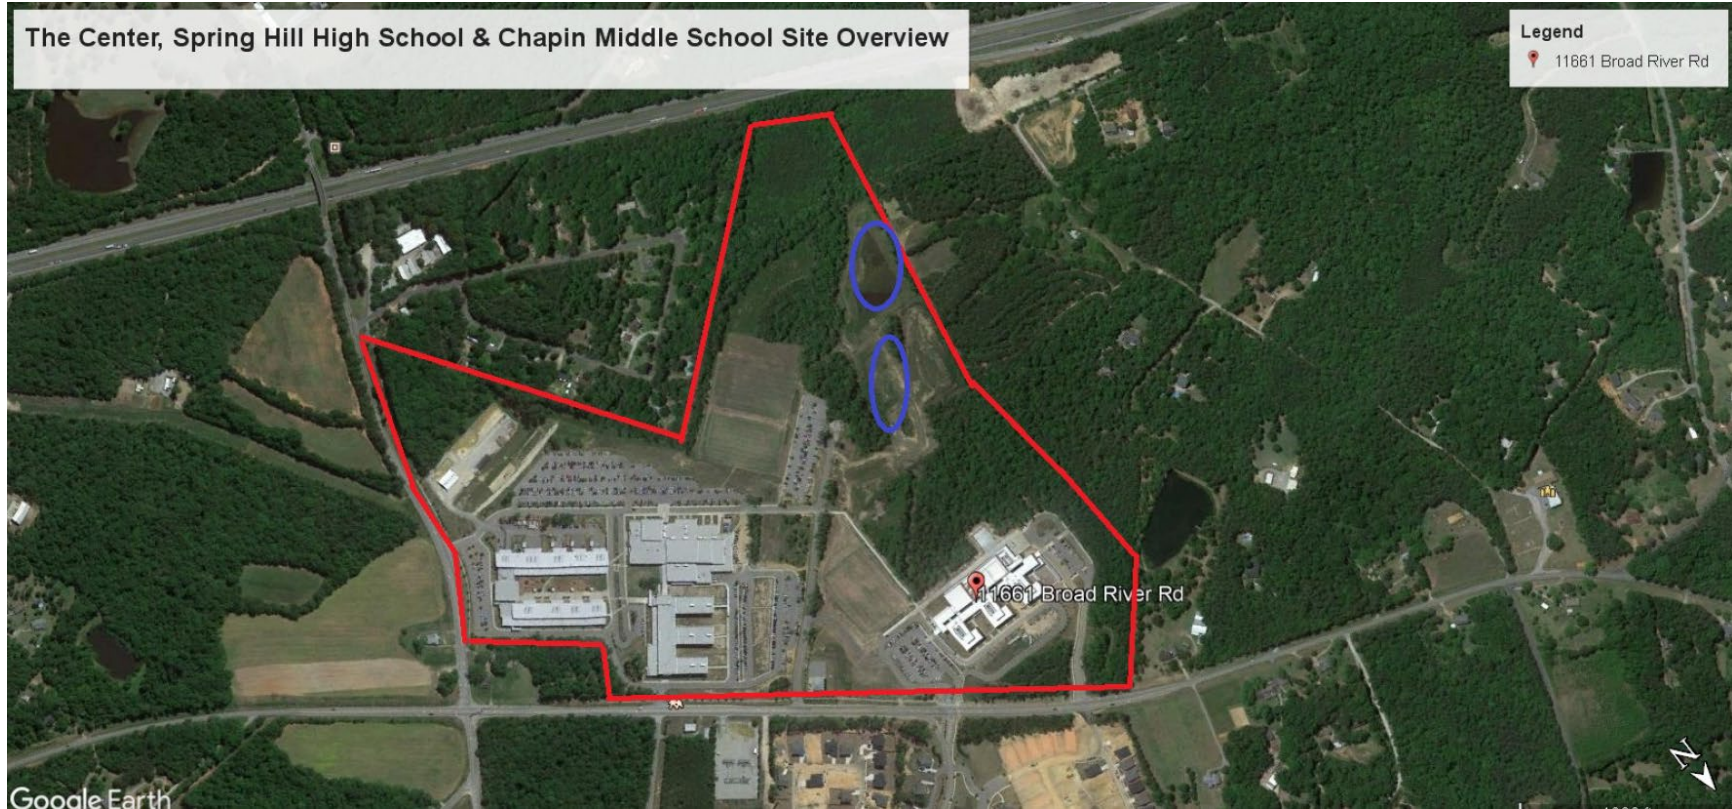 The Center, Spring Hill High School & Chapin Middle School Site Overview
Legend
11661 Broad River Rd
11661 Broad River Rd
N
Google Earth